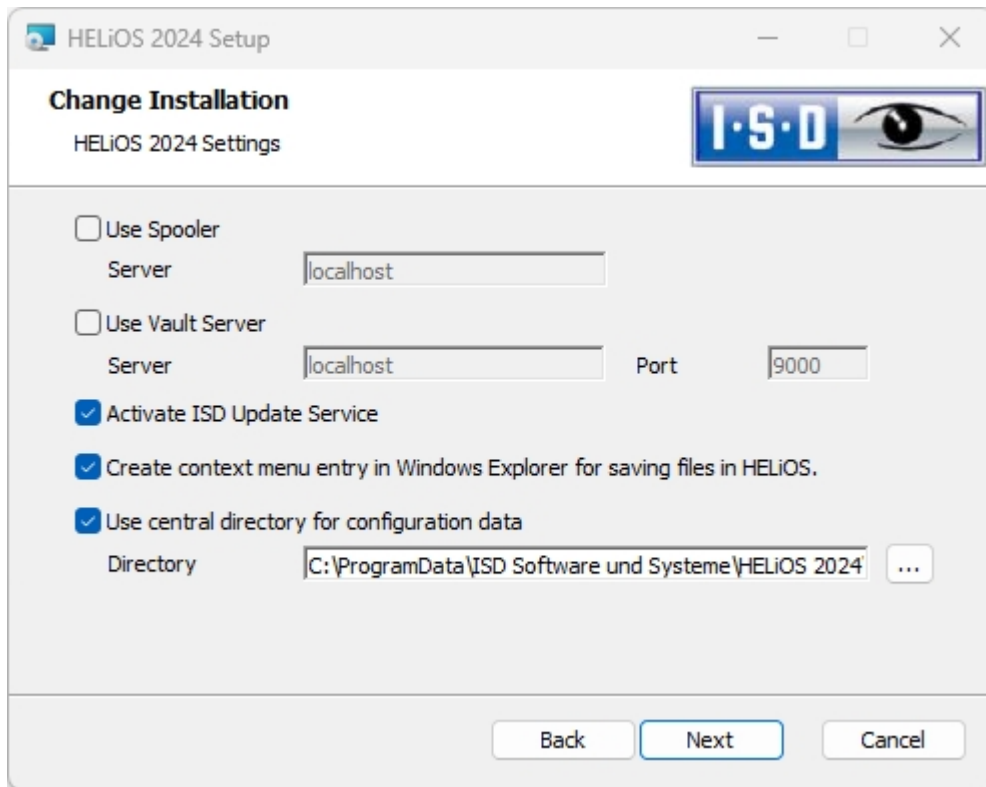 HELiOS 2024 Setup
Change Installation
HELiOS 2024 Settings
I·S·D
Use Spooler
Server localhost
Use Vault Server
Server localhost Port 9000
Activate ISD Update Service
Create context menu entry in Windows Explorer for saving files in HELiOS.
Use central directory for configuration data
Directory C:\ProgramData\ISD Software und Systeme\HELiOS 2024 ...
Back Next Cancel